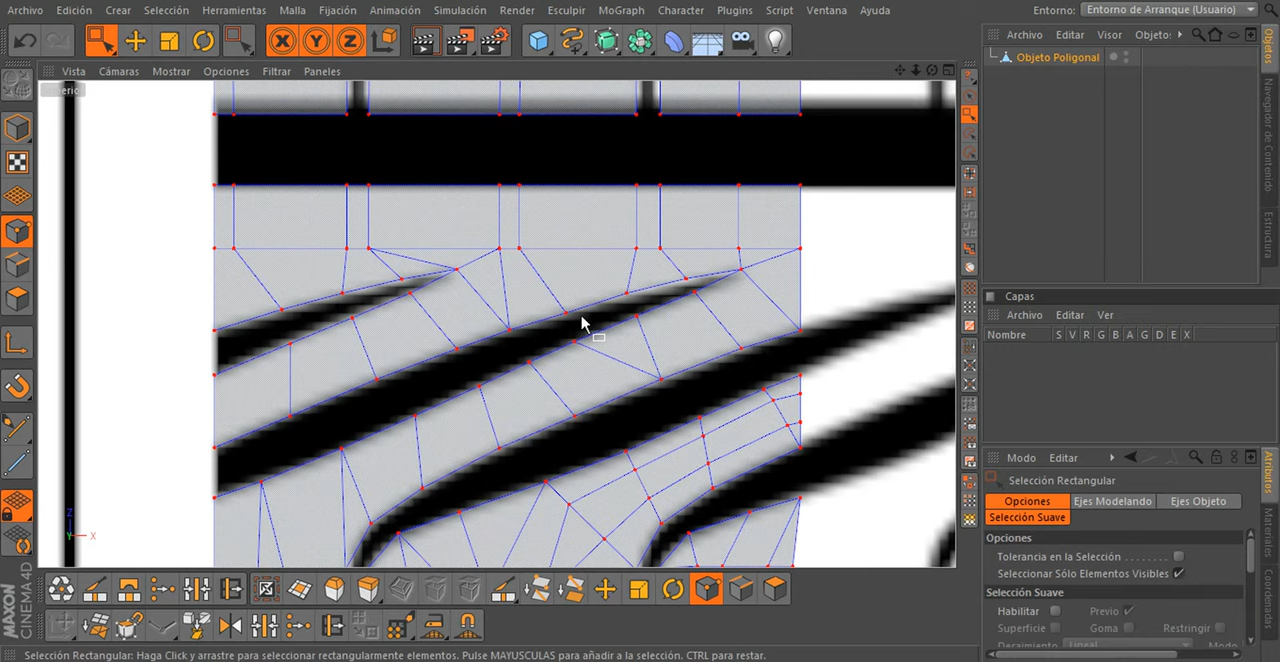 Archivo Edición Crear Selección Herramientas Malla Fijación Animación Simulación Render Esculpir MoGraph Character Plugins Script Ventana Ayuda Entorno: Entorno de Arranque (Usuario)
Vista Cámaras Mostrar Opciones Filtrar Paneles
Archivo Editar Visor Objeto:
Objeto Poligonal
Objetos
Navegador de Contenido
Estructura
Capas
Archivo Editar Ver
Nombre S V R G B A G D E X
Modo Editar
Selección Rectangular
Opciones Ejes Modelando Ejes Objeto
Selección Suave
Opciones
Tolerancia en la Selección
Seleccionar Sólo Elementos Visibles
Selección Suave
Habilitar Previo
Superficie Goma Restringir
Decaimiento Lineal
Atributos
Materiales
Coordenadas
Z
Y X
X Y Z
MAXON
CINEMA 4D
Selección Rectangular: Haga Click y arrastre para seleccionar rectangularmente elementos. Pulse MAYUSCULAS para añadir a la selección. CTRL para restar.